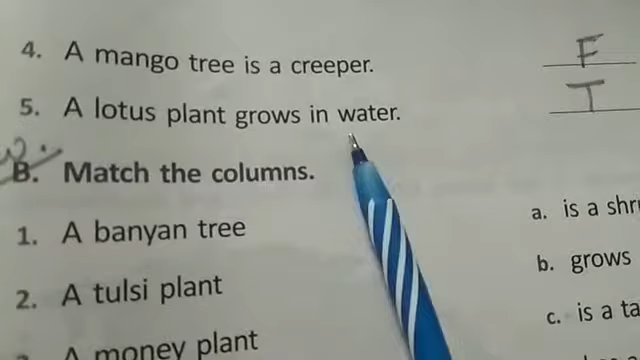 4. A mango tree is a creeper. F
5. A lotus plant grows in water. T
B. Match the columns.
1. A banyan tree
a. is a shr
2. A tulsi plant
b. grows
A money plant
c. is a ta